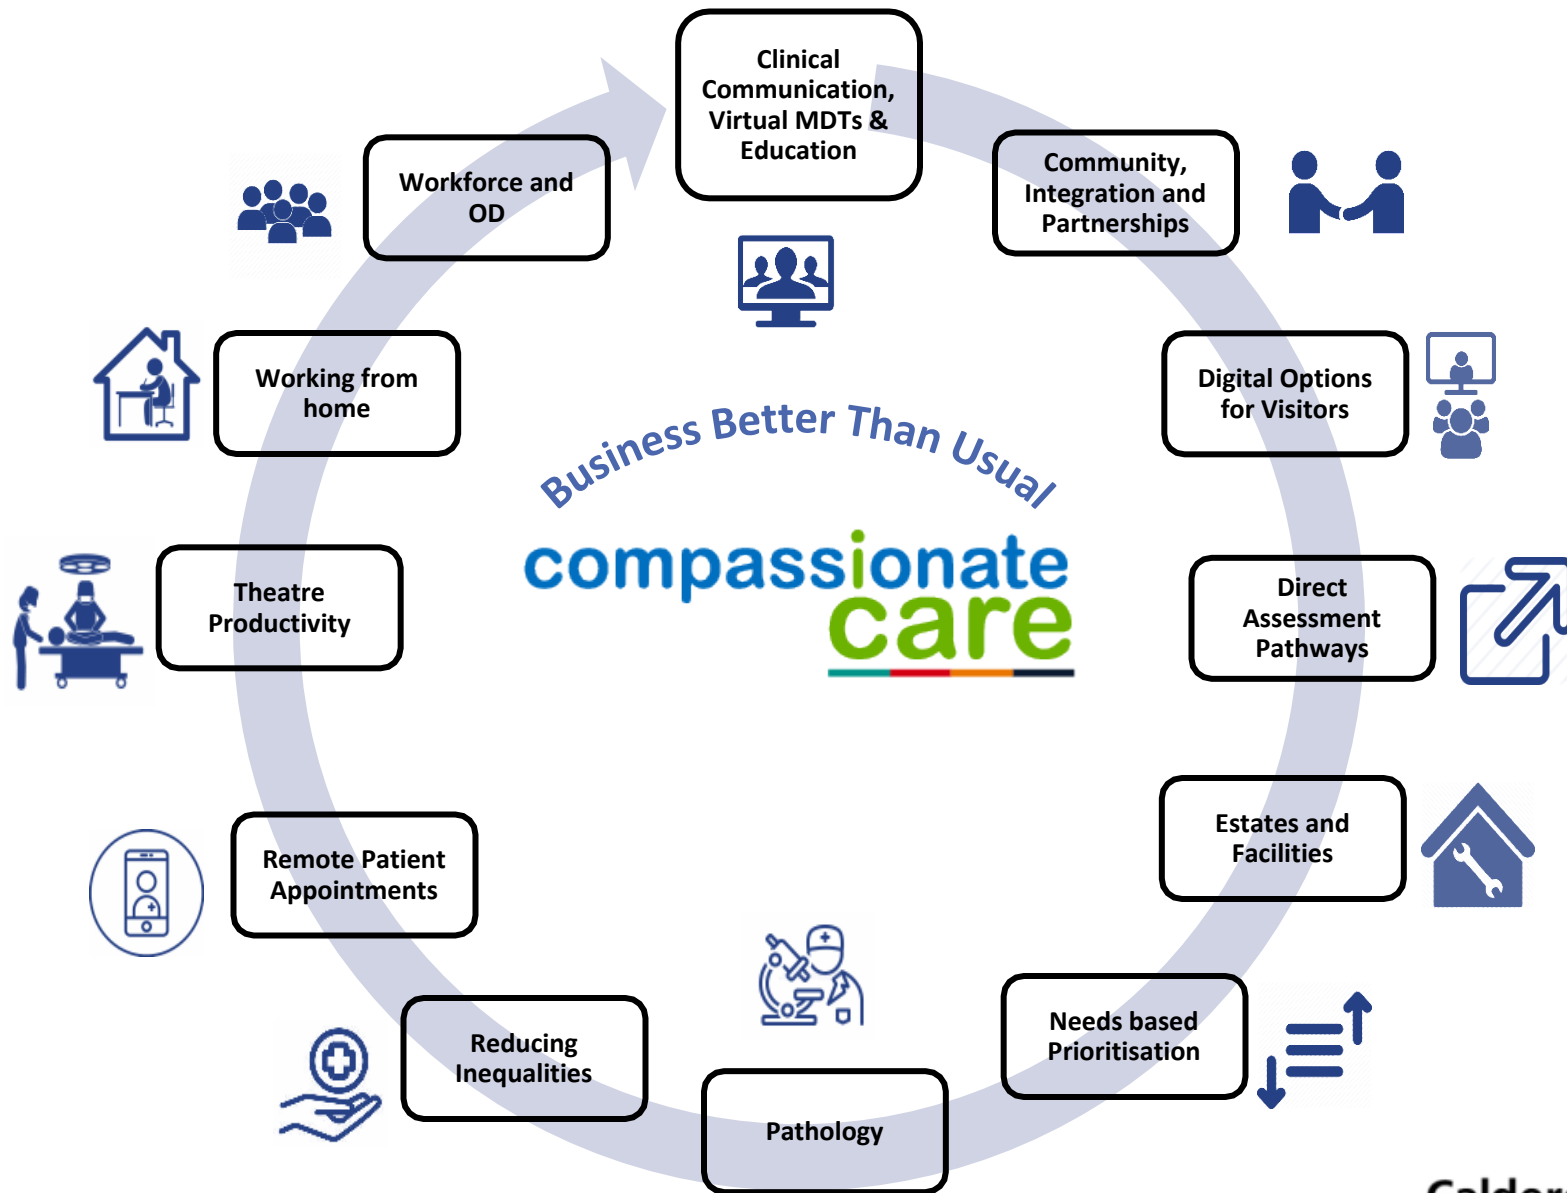 Clinical
Communication,
Virtual MDTs &
Education
Community,
Integration and
Partnerships
Digital Options
for Visitors
Direct
Assessment
Pathways
Estates and
Facilities
Needs based
Prioritisation
Pathology
Reducing
Inequalities
Remote Patient
Appointments
Theatre
Productivity
Working from
home
Workforce and
OD
Business Better Than Usual
compassionate
care